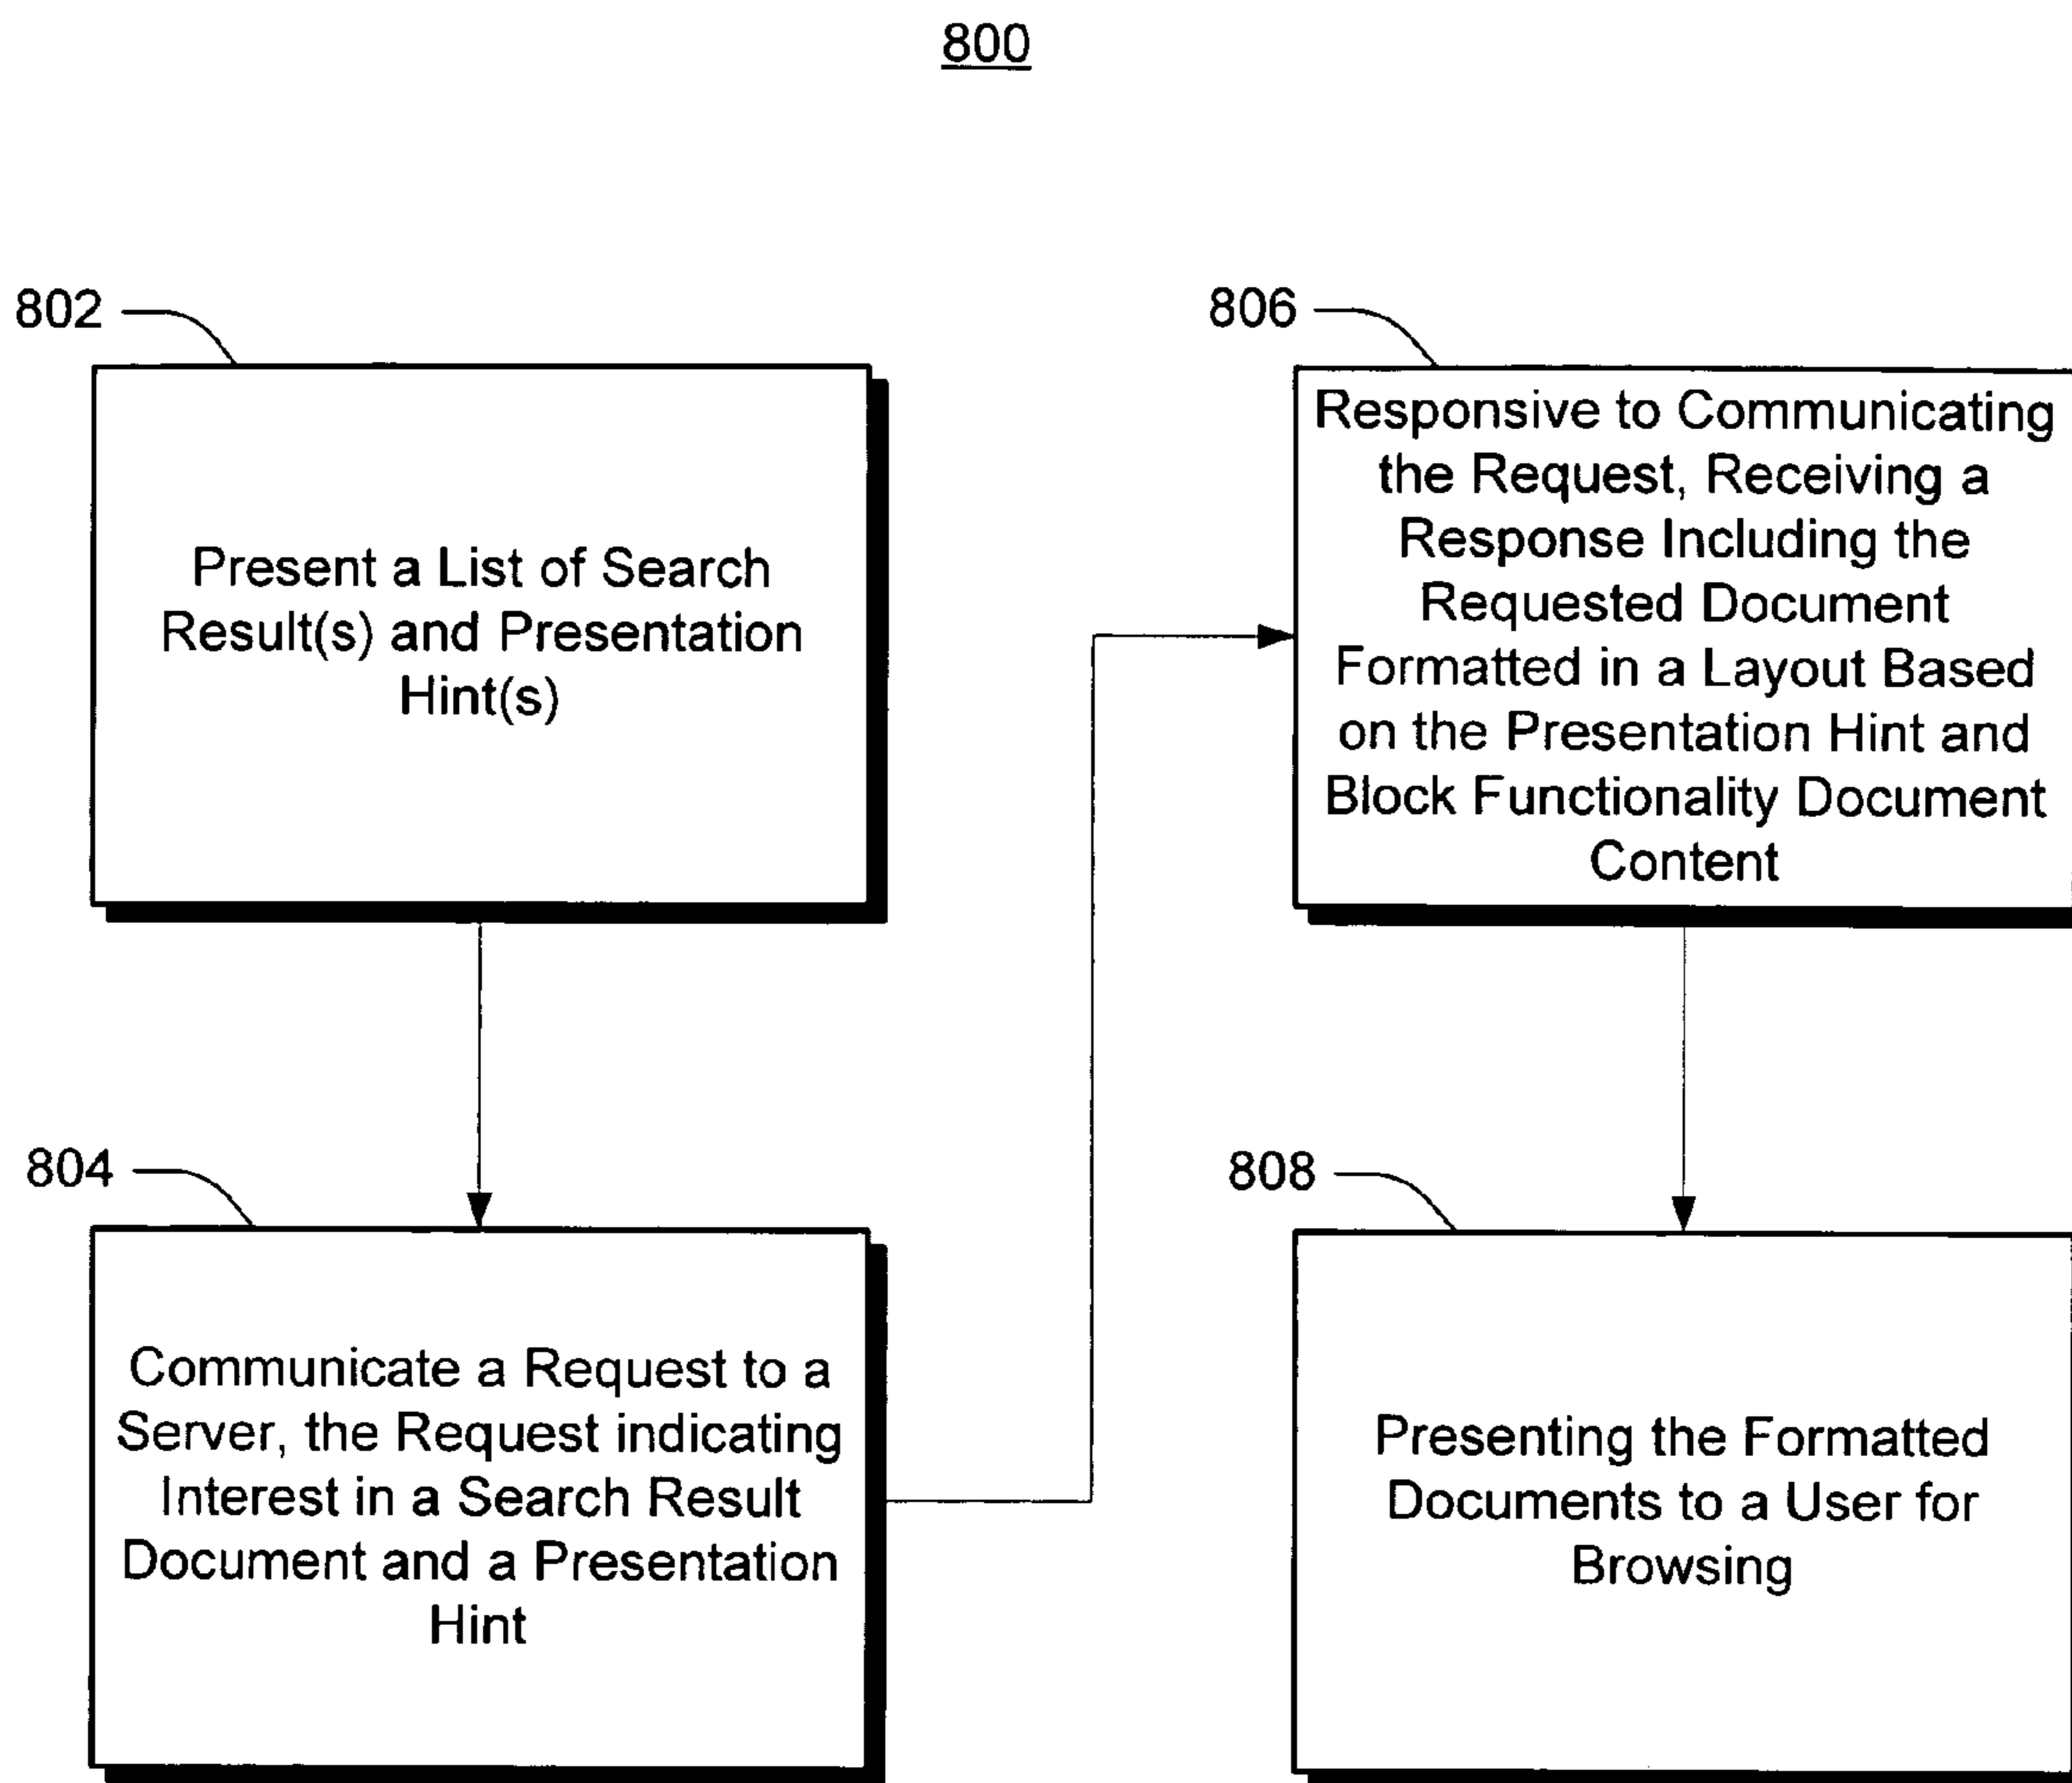 800
802
Present a List of Search
Result(s) and Presentation
Hint(s)
804
Communicate a Request to a
Server, the Request indicating
Interest in a Search Result
Document and a Presentation
Hint
806
Responsive to Communicating
the Request, Receiving a
Response Including the
Requested Document
Formatted in a Layout Based
on the Presentation Hint and
Block Functionality Document
Content
808
Presenting the Formatted
Documents to a User for
Browsing